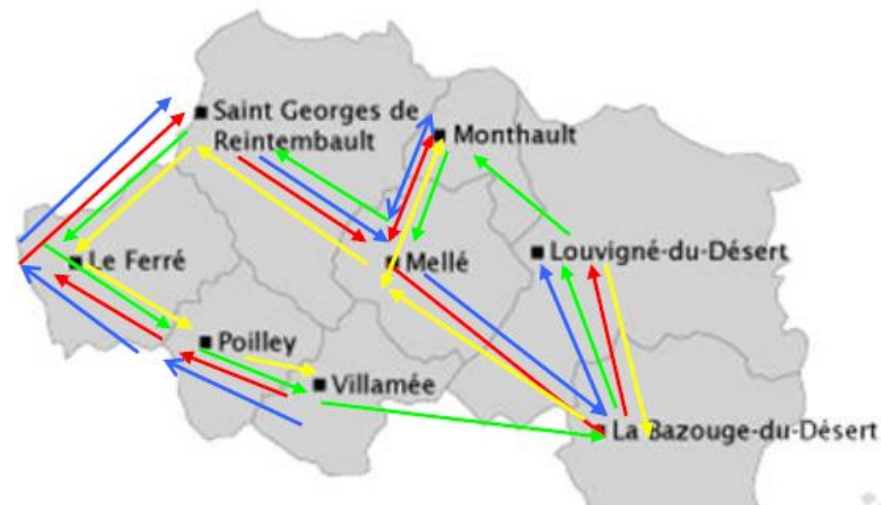 Saint Georges de
Reintembault
Monthault
Le Ferré
Mellé
Louvigné-du-Désert
Poilley
Villamée
La Bazouge-du-Désert